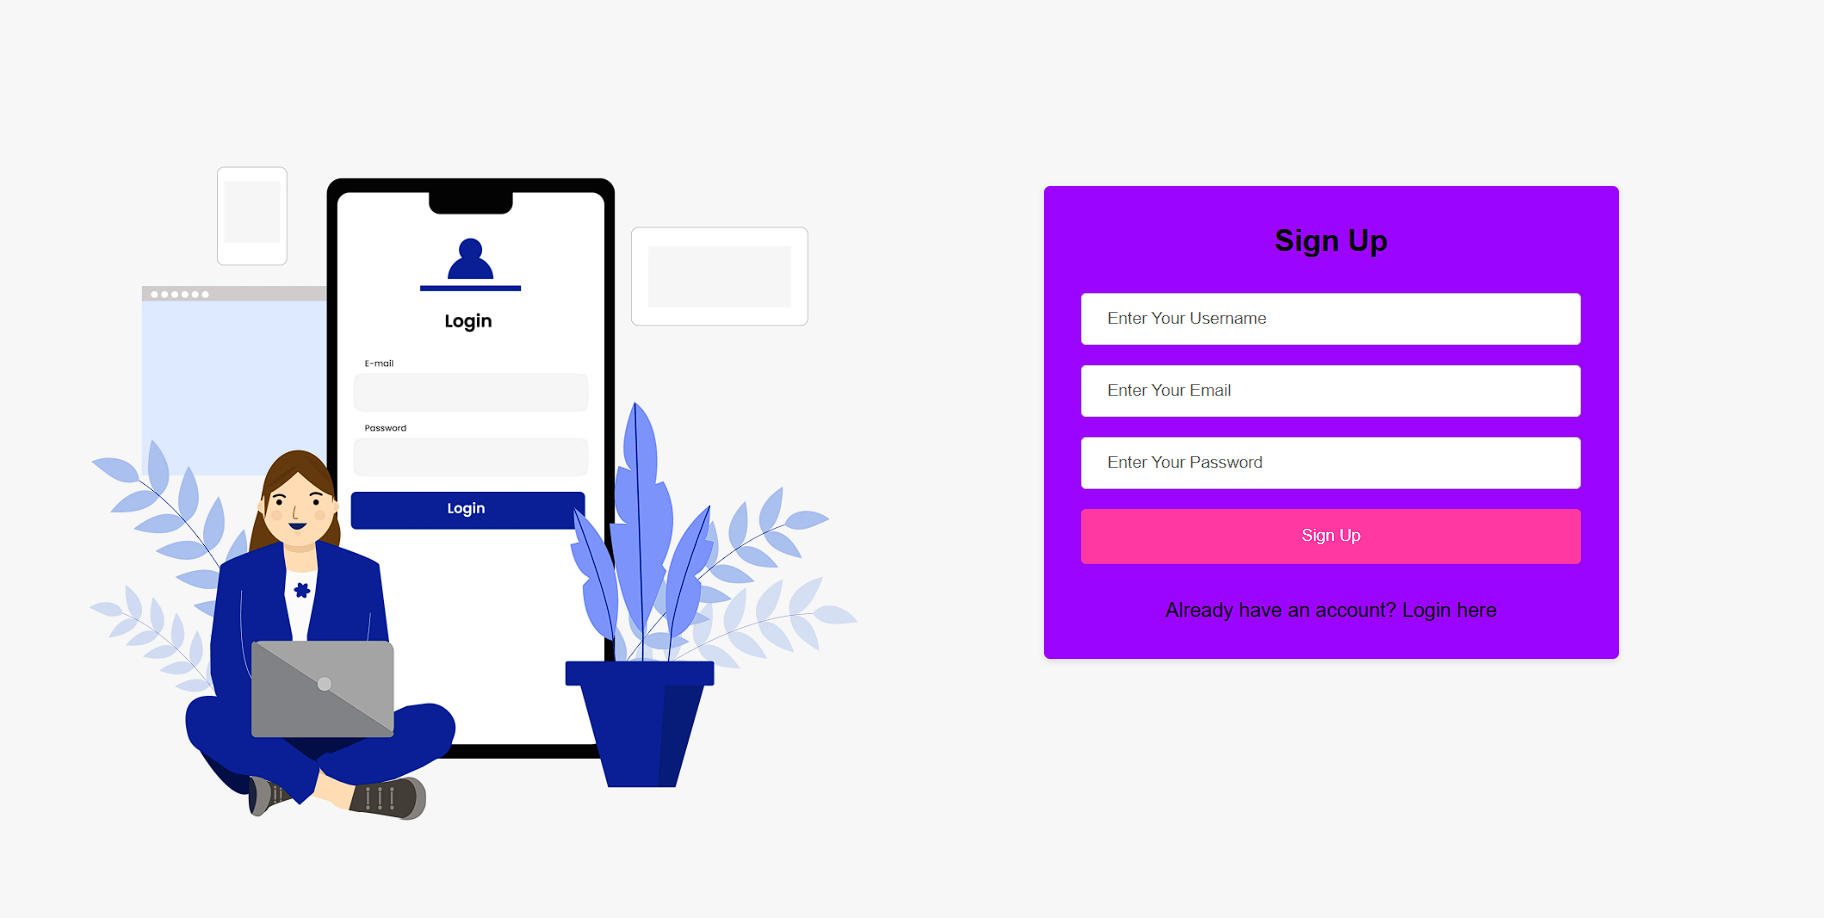 Login
E-mail
Password
Login
Sign Up
Enter Your Username
Enter Your Email
Enter Your Password
Sign Up
Already have an account? Login here